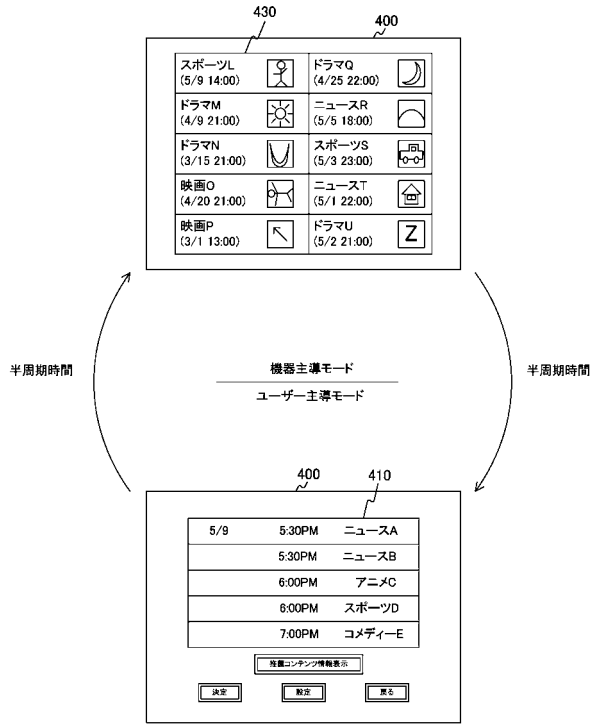 430
400
スポーツL
(5/9 14:00)
ドラマQ
(4/25 22:00)
ドラマM
(4/9 21:00)
ニュースR
(5/5 18:00)
ドラマN
(3/15 21:00)
スポーツS
(5/3 23:00)
映画O
(4/20 21:00)
ニュースT
(5/1 22:00)
映画P
(3/1 13:00)
ドラマU
(5/2 21:00)
Z
半周期時間
機器主導モード
ユーザー主導モード
半周期時間
400
410
5/9 5:30PM ニュースA
5:30PM ニュースB
6:00PM アニメC
6:00PM スポーツD
7:00PM コメディーE
推薦コンテンツ情報表示
決定 設定 戻る